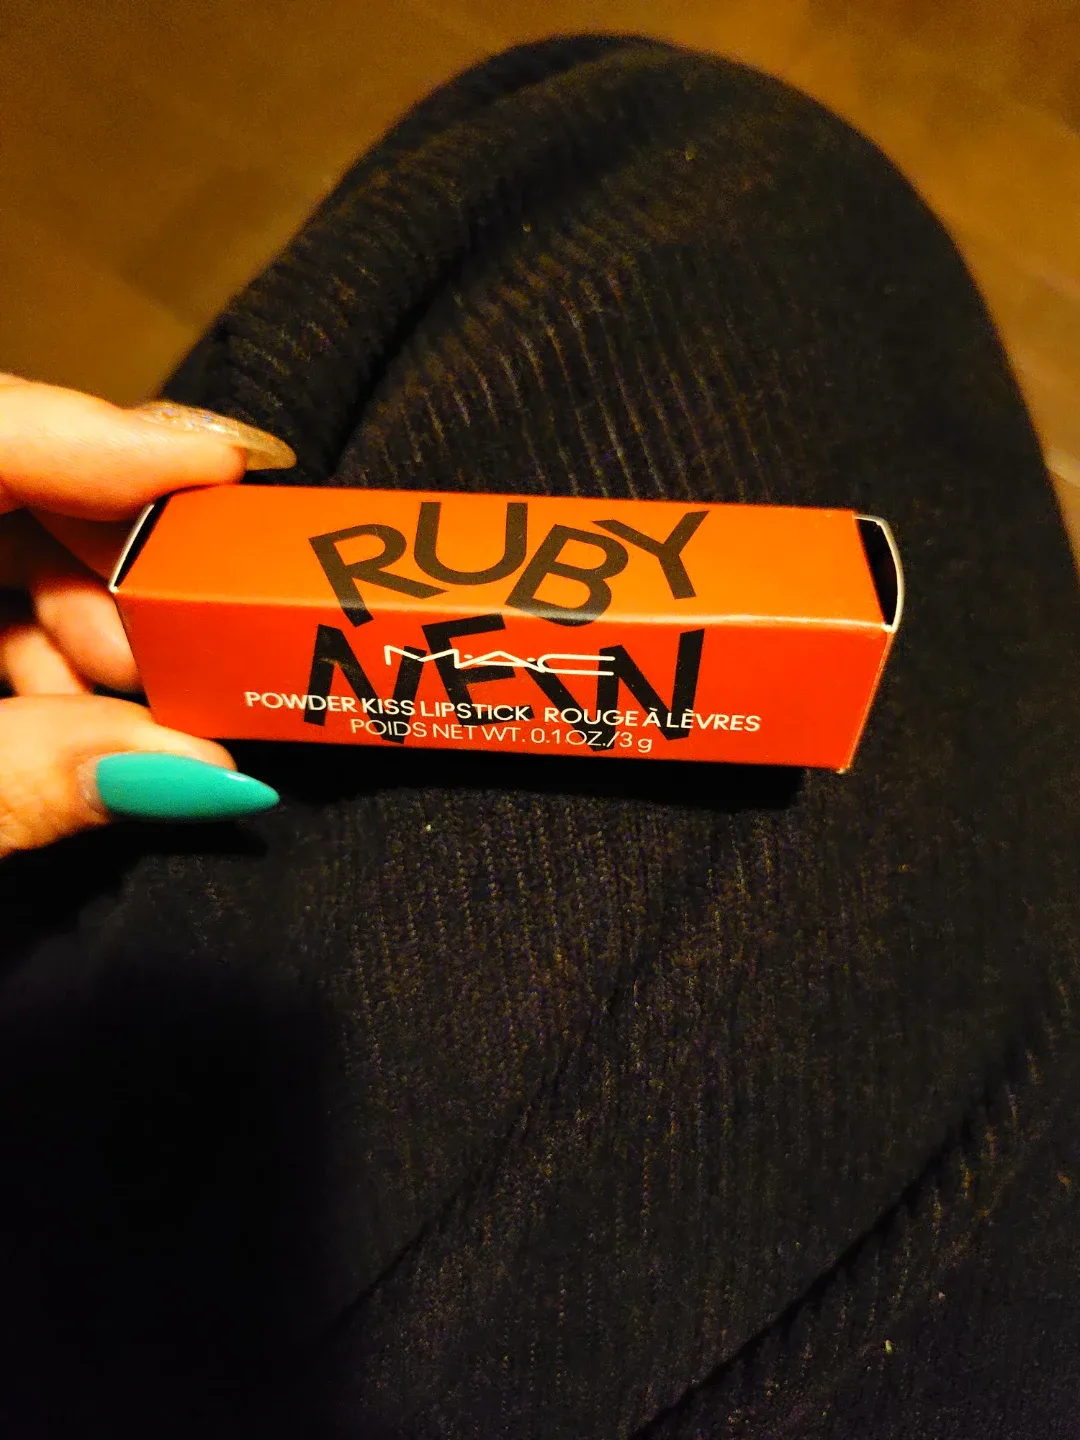 RUBY
NEW
M·A·C
POWDER KISS LIPSTICK ROUGE À LÈVRES
POIDS NET WT. 0.1 OZ./3 g